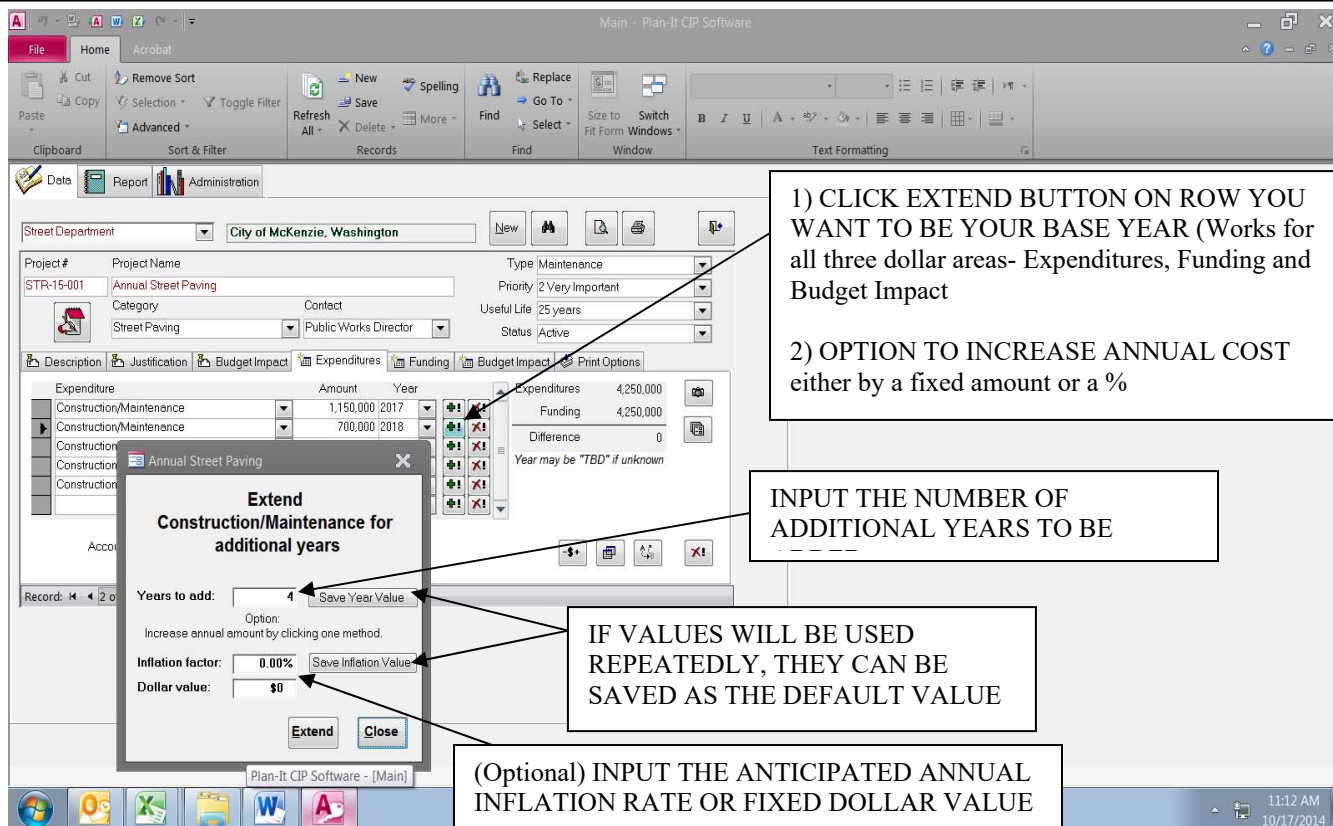 Main - Plan-It CIP Software
File Home Acrobat
Cut
Copy
Paste
Clipboard
Remove Sort
Selection Toggle Filter
Advanced
Sort & Filter
Refresh All
New
Save
Delete
Spelling
More
Records
Find
Replace
Go To
Select
Find
Size to Fit Form
Switch Windows
Window
B I U A
Text Formatting
Data Report Administration
Street Department City of McKenzie, Washington New
Project # Project Name Type Maintenance
STR-15-001 Annual Street Paving Priority 2 Very Important
Category Contact Useful Life 25 years
Street Paving Public Works Director Status Active
Description Justification Budget Impact Expenditures Funding Budget Impact Print Options
Expenditure Amount Year Expenditures 4,250,000
Construction/Maintenance 1,150,000 2017 Funding 4,250,000
Construction/Maintenance 700,000 2018 Difference 0
Construction
Construction
Construction
Year may be "TBD" if unknown
Accou
-$+
Record: 2 o
Annual Street Paving
Extend
Construction/Maintenance for
additional years
Years to add: 4 Save Year Value
Option:
Increase annual amount by clicking one method.
Inflation factor: 0.00% Save Inflation Value
Dollar value: $0
Extend Close
Plan-It CIP Software - [Main]
1) CLICK EXTEND BUTTON ON ROW YOU
WANT TO BE YOUR BASE YEAR (Works for
all three dollar areas- Expenditures, Funding and
Budget Impact
2) OPTION TO INCREASE ANNUAL COST
either by a fixed amount or a %
INPUT THE NUMBER OF
ADDITIONAL YEARS TO BE
IF VALUES WILL BE USED
REPEATEDLY, THEY CAN BE
SAVED AS THE DEFAULT VALUE
(Optional) INPUT THE ANTICIPATED ANNUAL
INFLATION RATE OR FIXED DOLLAR VALUE
11:12 AM
10/17/2014